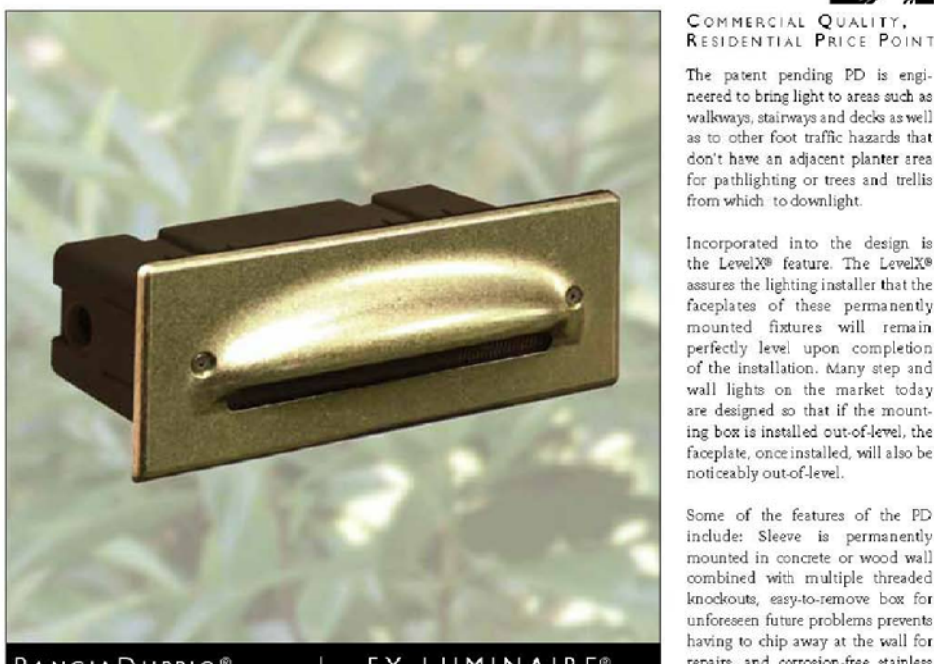 COMMERCIAL QUALITY,
RESIDENTIAL PRICE POINT
The patent pending PD is engi-
neered to bring light to areas such as
walkways, stairways and decks as well
as to other foot traffic hazards that
don't have an adjacent planter area
for pathlighting or trees and trellis
from which to downlight.
Incorporated into the design is
the LevelX® feature. The LevelX®
assures the lighting installer that the
faceplates of these permanently
mounted fixtures will remain
perfectly level upon completion
of the installation. Many step and
wall lights on the market today
are designed so that if the mount-
ing box is installed out-of-level, the
faceplate, once installed, will also be
noticeably out-of-level.
Some of the features of the PD
include: Sleeve is permanently
mounted in concrete or wood wall
combined with multiple threaded
knockouts, easy-to-remove box for
unforeseen future problems prevents
having to chip away at the wall for
repairs, and corrosion-free stainless
LUMINAIRE®